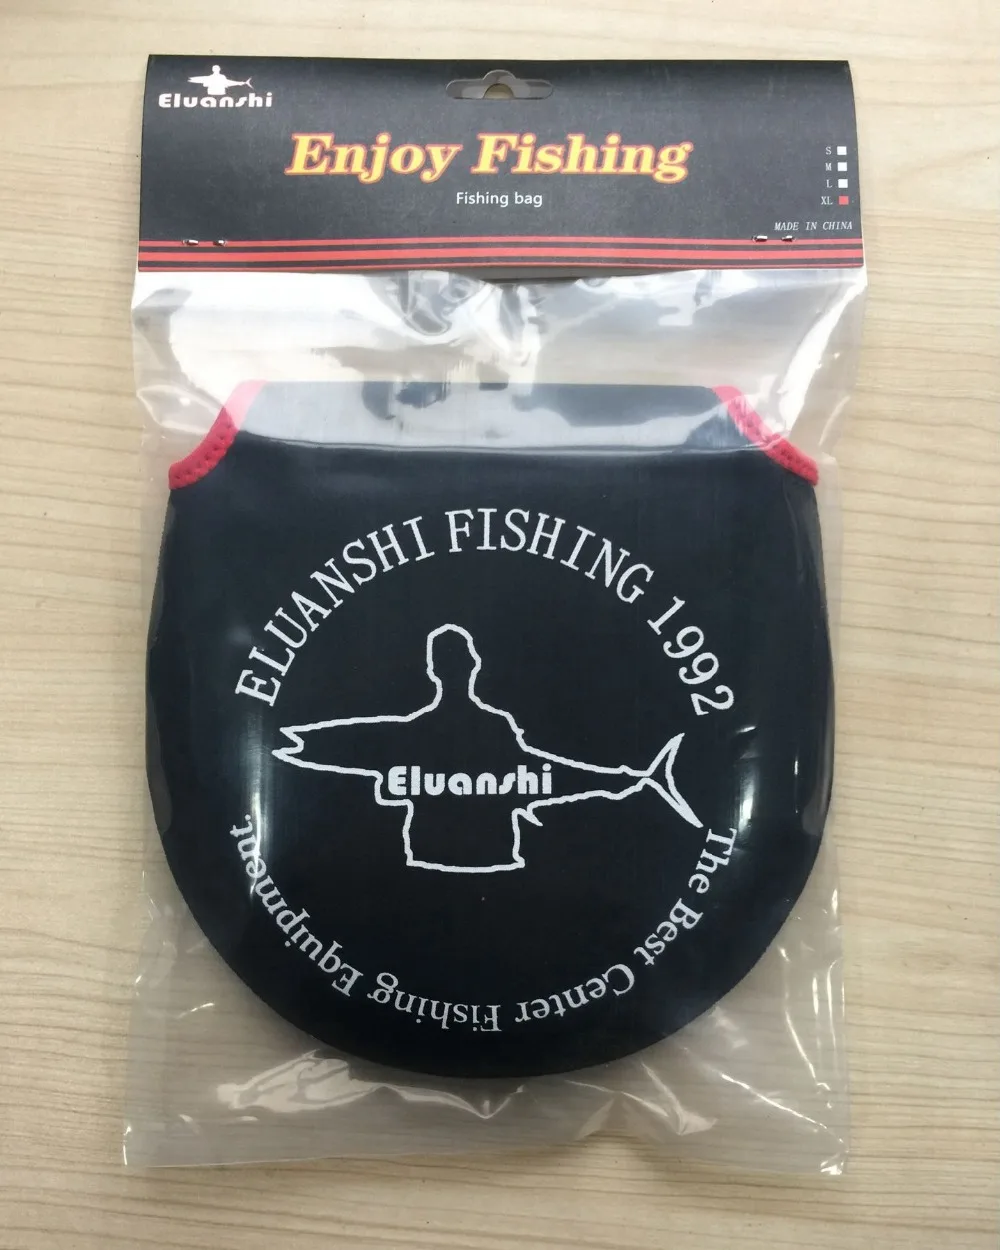 Eluanshi
Enjoy Fishing
Fishing bag
S
M
L
XL
MADE IN CHINA
ELUANSHI FISHING 1992
Eluanshi
The Best Center Fishing Equipment.